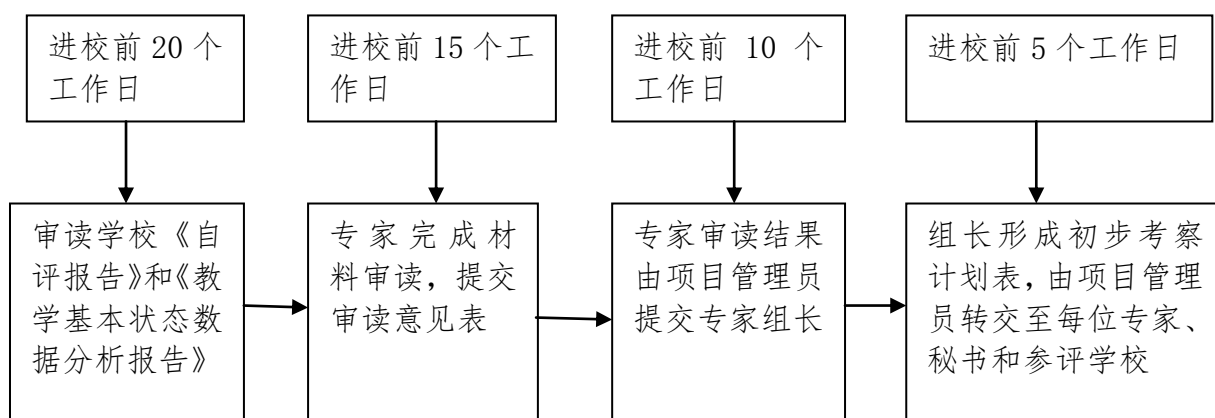 进校前 20 个
工作日
进校前 15 个工
作日
进校前 10 个
工作日
进校前 5 个工作日
审读学校《自
评报告》和《教
学基本状态数
据分析报告》
专家完成材
料审读，提交
审读意见表
专家审读结果
由项目管理员
提交专家组长
组长形成初步考察
计划表，由项目管理
员转交至每位专家、
秘书和参评学校